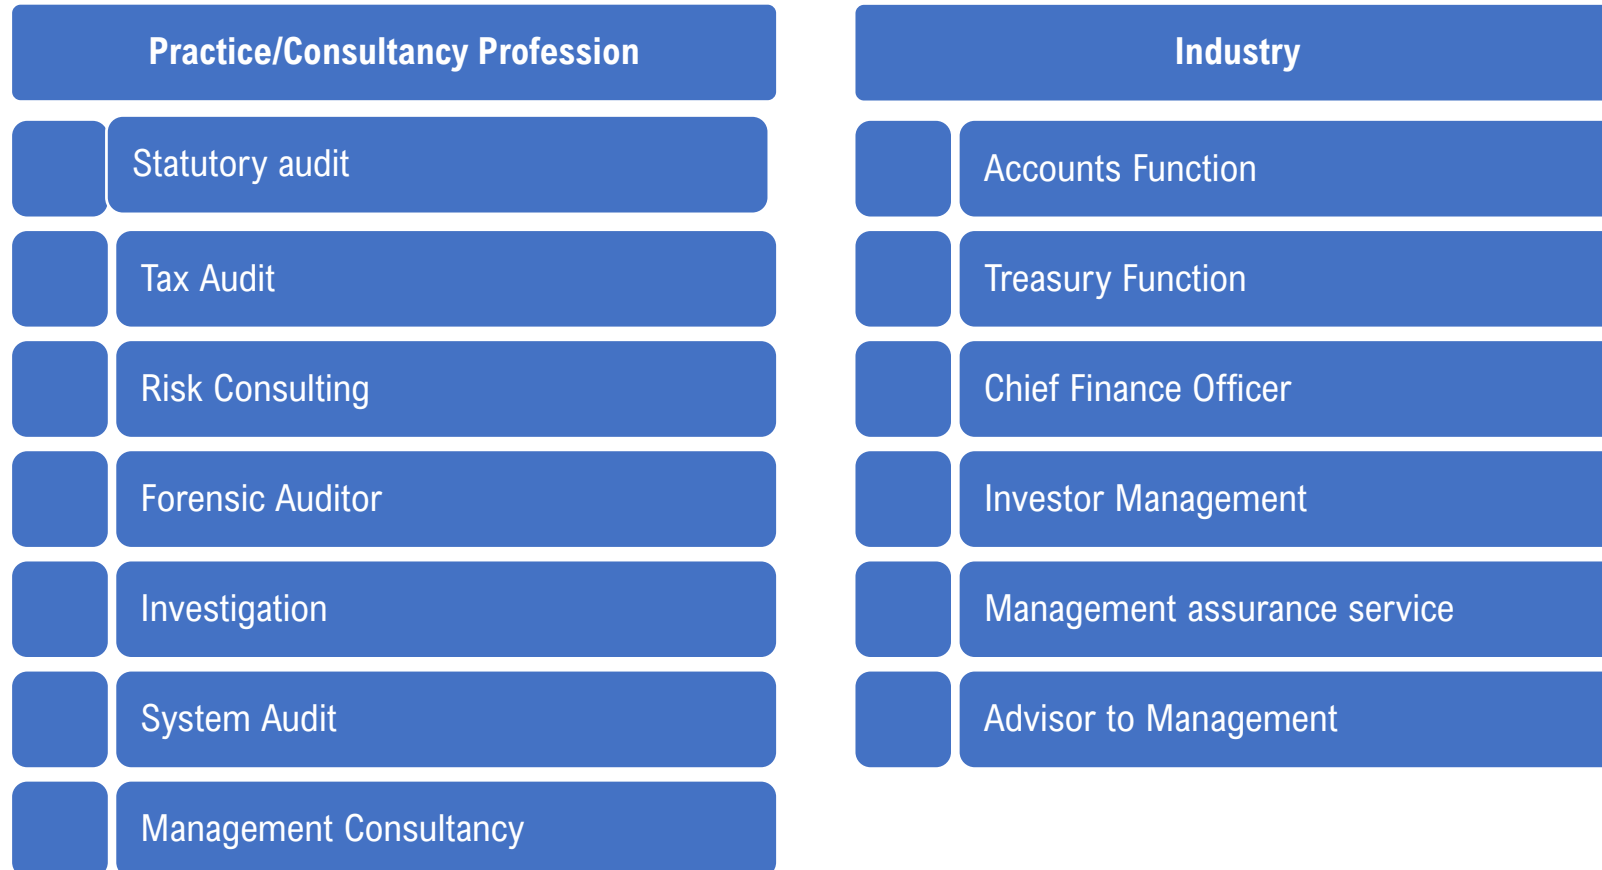 Practice/Consultancy Profession
Statutory audit
Tax Audit
Risk Consulting
Forensic Auditor
Investigation
System Audit
Management Consultancy
Industry
Accounts Function
Treasury Function
Chief Finance Officer
Investor Management
Management assurance service
Advisor to Management